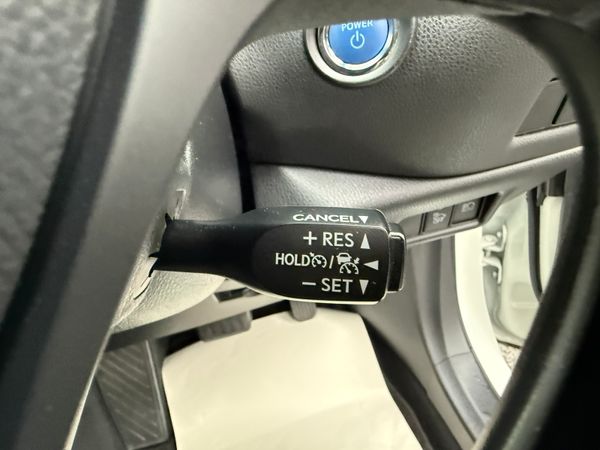 POWER
CANCEL▼
+ RES ▲
HOLD / ◄
− SET ▼